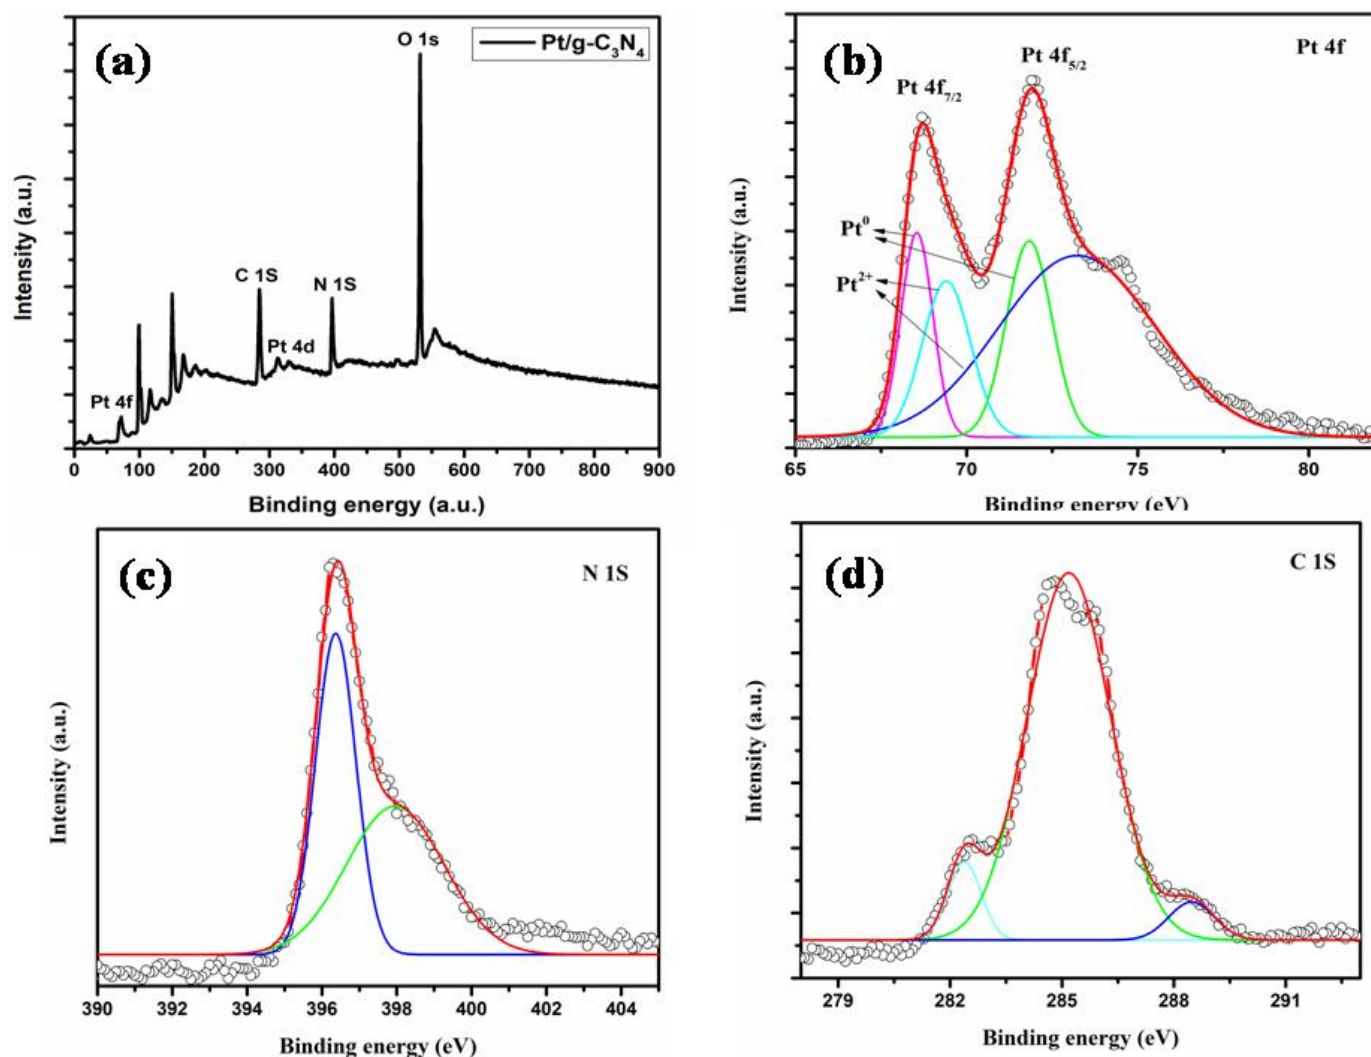 (a)
O 1s
Pt/g-C₃N₄
C 1S
N 1S
Pt 4d
Pt 4f
Intensity (a.u.)
0 100 200 300 400 500 600 700 800 900
Binding energy (a.u.)
(b)
Pt 4f
Pt 4f₅/₂
Pt 4f₇/₂
Pt⁰
Pt²⁺
Intensity (a.u.)
65 70 75 80
Binding energy (eV)
(c)
N 1S
Intensity (a.u.)
390 392 394 396 398 400 402 404
Binding energy (eV)
(d)
C 1S
Intensity (a.u.)
279 282 285 288 291
Binding energy (eV)